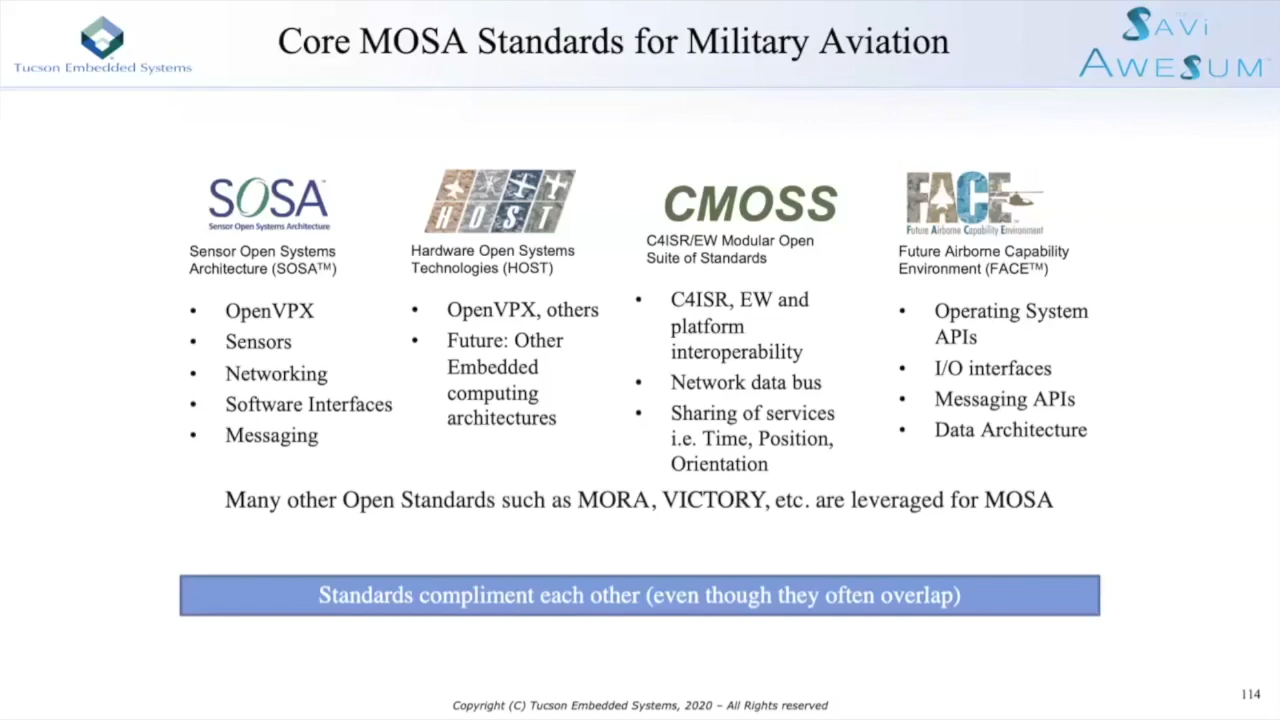 Tucson Embedded Systems
Core MOSA Standards for Military Aviation
SAVi
AWESUM™
SOSA™
Sensor Open Systems Architecture
Sensor Open Systems
Architecture (SOSA™)
• OpenVPX
• Sensors
• Networking
• Software Interfaces
• Messaging
HOST
Hardware Open Systems
Technologies (HOST)
• OpenVPX, others
• Future: Other
Embedded
computing
architectures
CMOSS
C4ISR/EW Modular Open
Suite of Standards
• C4ISR, EW and
platform
interoperability
• Network data bus
• Sharing of services
i.e. Time, Position,
Orientation
FACE™
Future Airborne Capability Environment
Future Airborne Capability
Environment (FACE™)
• Operating System
APIs
• I/O interfaces
• Messaging APIs
• Data Architecture
Many other Open Standards such as MORA, VICTORY, etc. are leveraged for MOSA
Standards compliment each other (even though they often overlap)
Copyright (C) Tucson Embedded Systems, 2020 – All Rights reserved
114